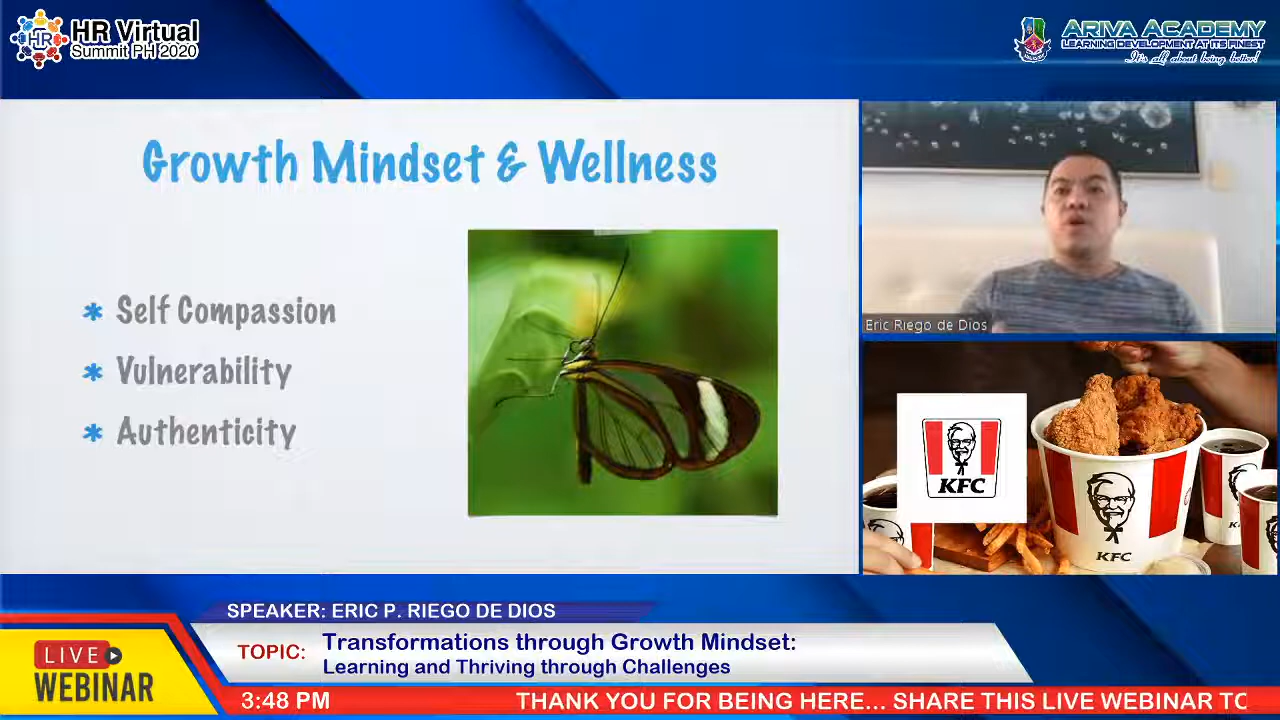 HR
HR Virtual
Summit PH 2020
ARIVA ACADEMY
LEARNING DEVELOPMENT AT ITS FINEST
It's all about being better!
Growth Mindset & Wellness
* Self Compassion
* Vulnerability
* Authenticity
Eric Riego de Dios
KFC
KFC
SPEAKER: ERIC P. RIEGO DE DIOS
TOPIC: Transformations through Growth Mindset:
Learning and Thriving through Challenges
LIVE
WEBINAR
3:48 PM
THANK YOU FOR BEING HERE... SHARE THIS LIVE WEBINAR TO